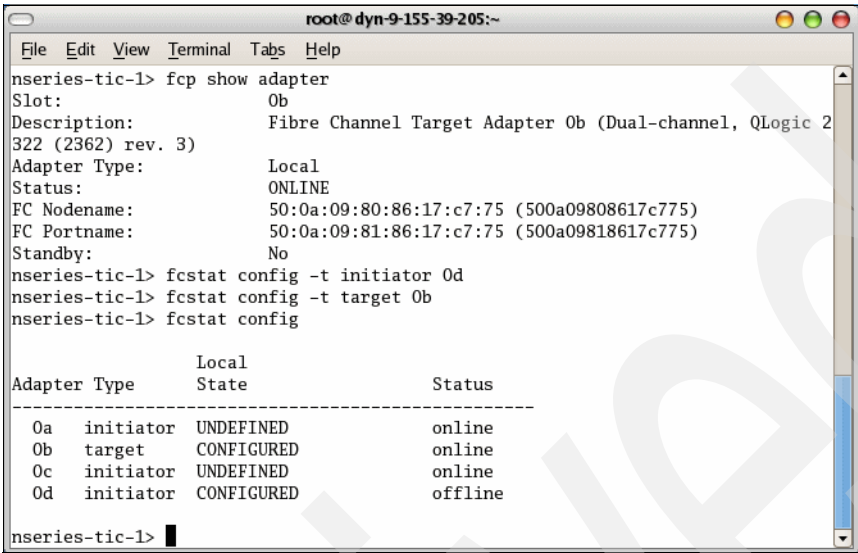 root@dyn-9-155-39-205:~
File Edit View Terminal Tabs Help
nseries-tic-1> fcp show adapter
Slot: 0b
Description: Fibre Channel Target Adapter 0b (Dual-channel, QLogic 2
322 (2362) rev. 3)
Adapter Type: Local
Status: ONLINE
FC Nodename: 50:0a:09:80:86:17:c7:75 (500a09808617c775)
FC Portname: 50:0a:09:81:86:17:c7:75 (500a09818617c775)
Standby: No
nseries-tic-1> fcstat config -t initiator 0d
nseries-tic-1> fcstat config -t target 0b
nseries-tic-1> fcstat config
Local
Adapter Type State Status
---------------------------------------------------
0a initiator UNDEFINED online
0b target CONFIGURED online
0c initiator UNDEFINED online
0d initiator CONFIGURED offline
nseries-tic-1>